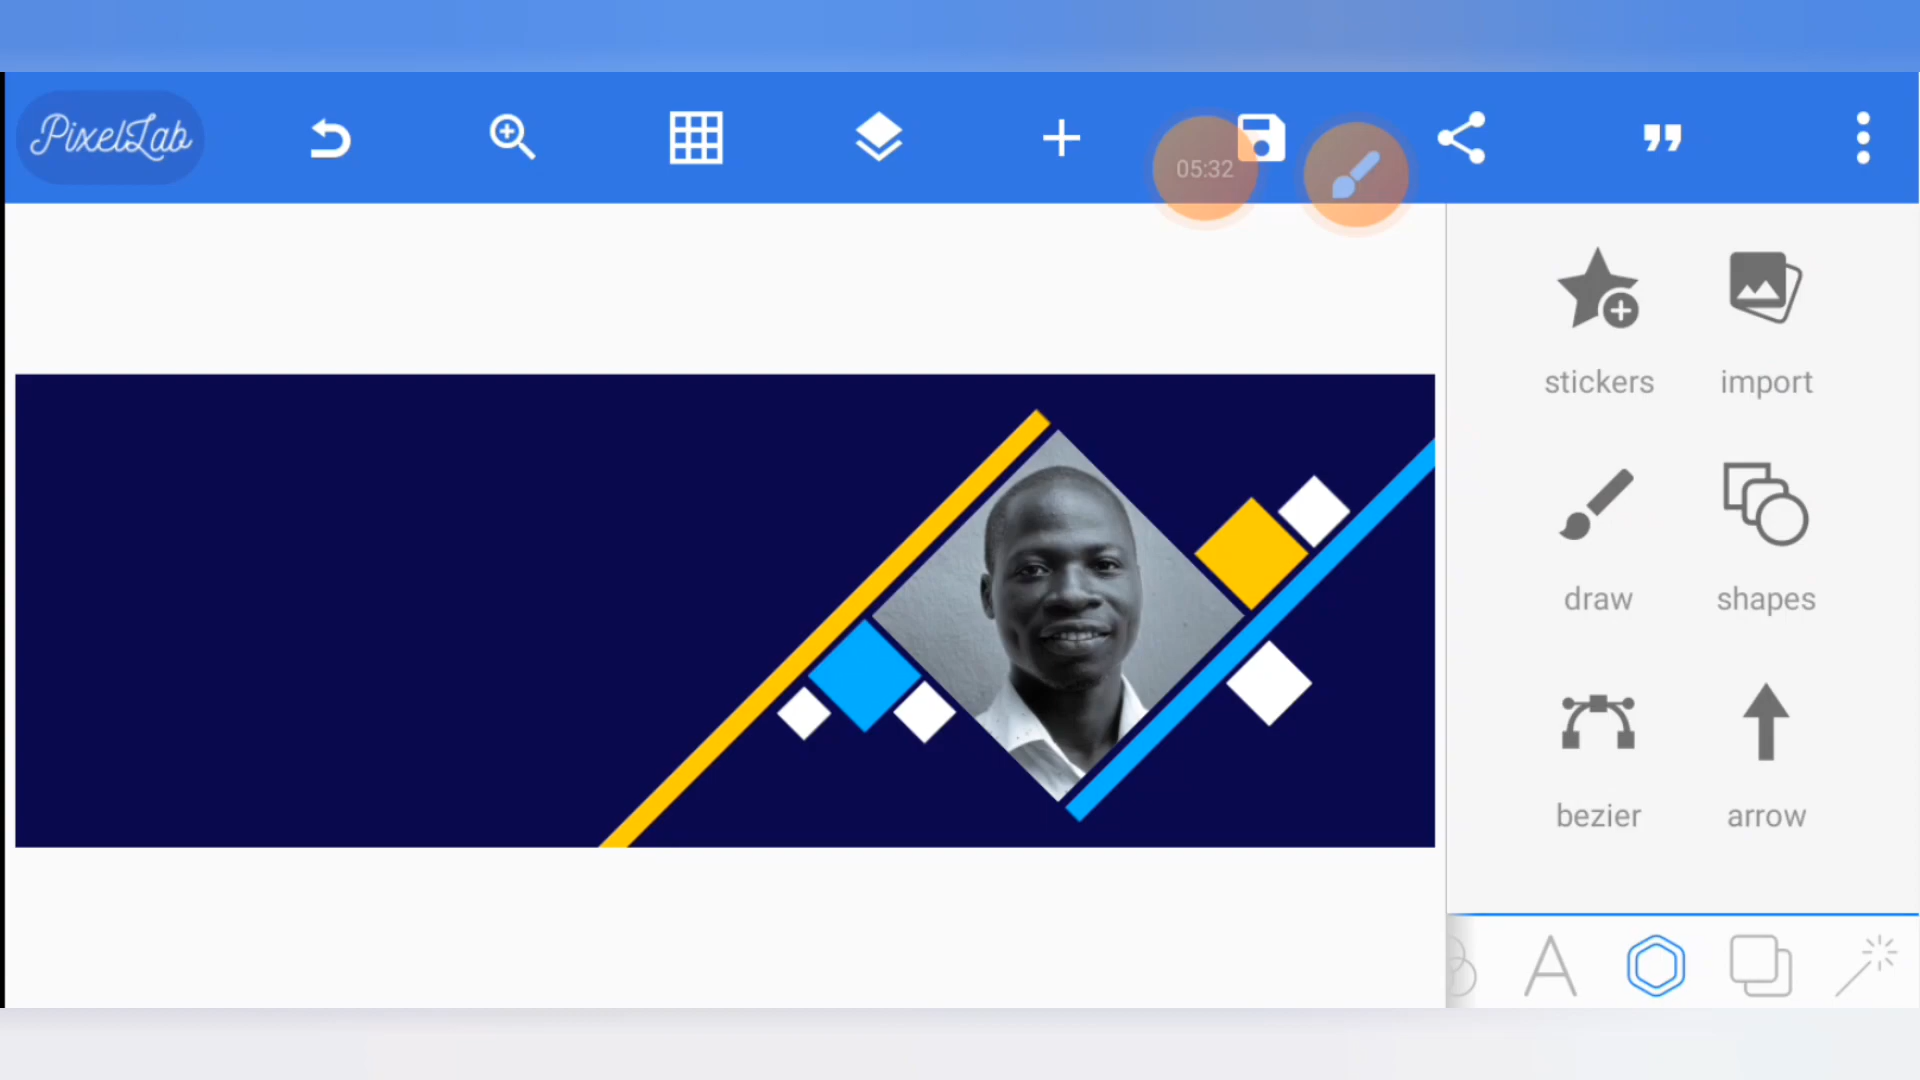 PixelLab
05:32
stickers
import
draw
shapes
bezier
arrow